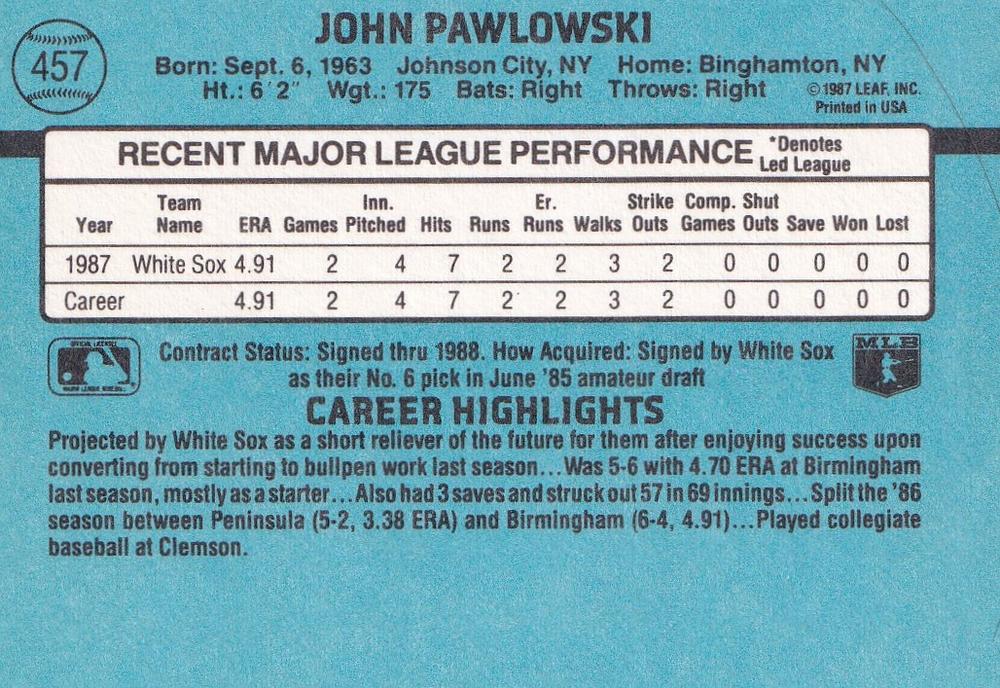 JOHN PAWLOWSKI
457
Born: Sept. 6, 1963 Johnson City, NY Home: Binghamton, NY
Ht.: 6´2˝ Wgt.: 175 Bats: Right Throws: Right
©1987 LEAF, INC.
Printed in USA
RECENT MAJOR LEAGUE PERFORMANCE *Denotes
Led League
Year Team Name ERA Games Inn. Pitched Hits Runs Er. Runs Walks Strike Outs Comp. Games Shut Outs Save Won Lost
1987 White Sox 4.91 2 4 7 2 2 3 2 0 0 0 0 0
Career 4.91 2 4 7 2 2 3 2 0 0 0 0 0
Contract Status: Signed thru 1988. How Acquired: Signed by White Sox
as their No. 6 pick in June '85 amateur draft
MLB
CAREER HIGHLIGHTS
Projected by White Sox as a short reliever of the future for them after enjoying success upon
converting from starting to bullpen work last season...Was 5-6 with 4.70 ERA at Birmingham
last season, mostly as a starter...Also had 3 saves and struck out 57 in 69 innings...Split the '86
season between Peninsula (5-2, 3.38 ERA) and Birmingham (6-4, 4.91)...Played collegiate
baseball at Clemson.